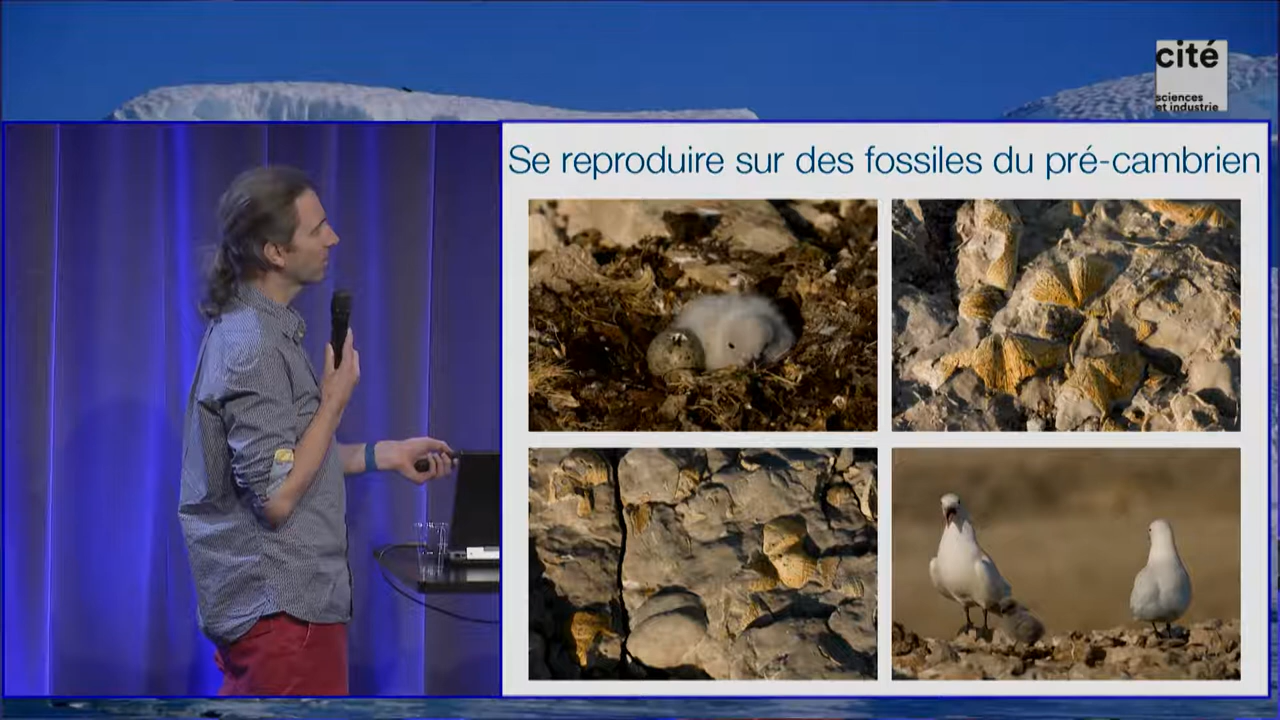 cité
sciences
et industrie
Se reproduire sur des fossiles du pré-cambrien